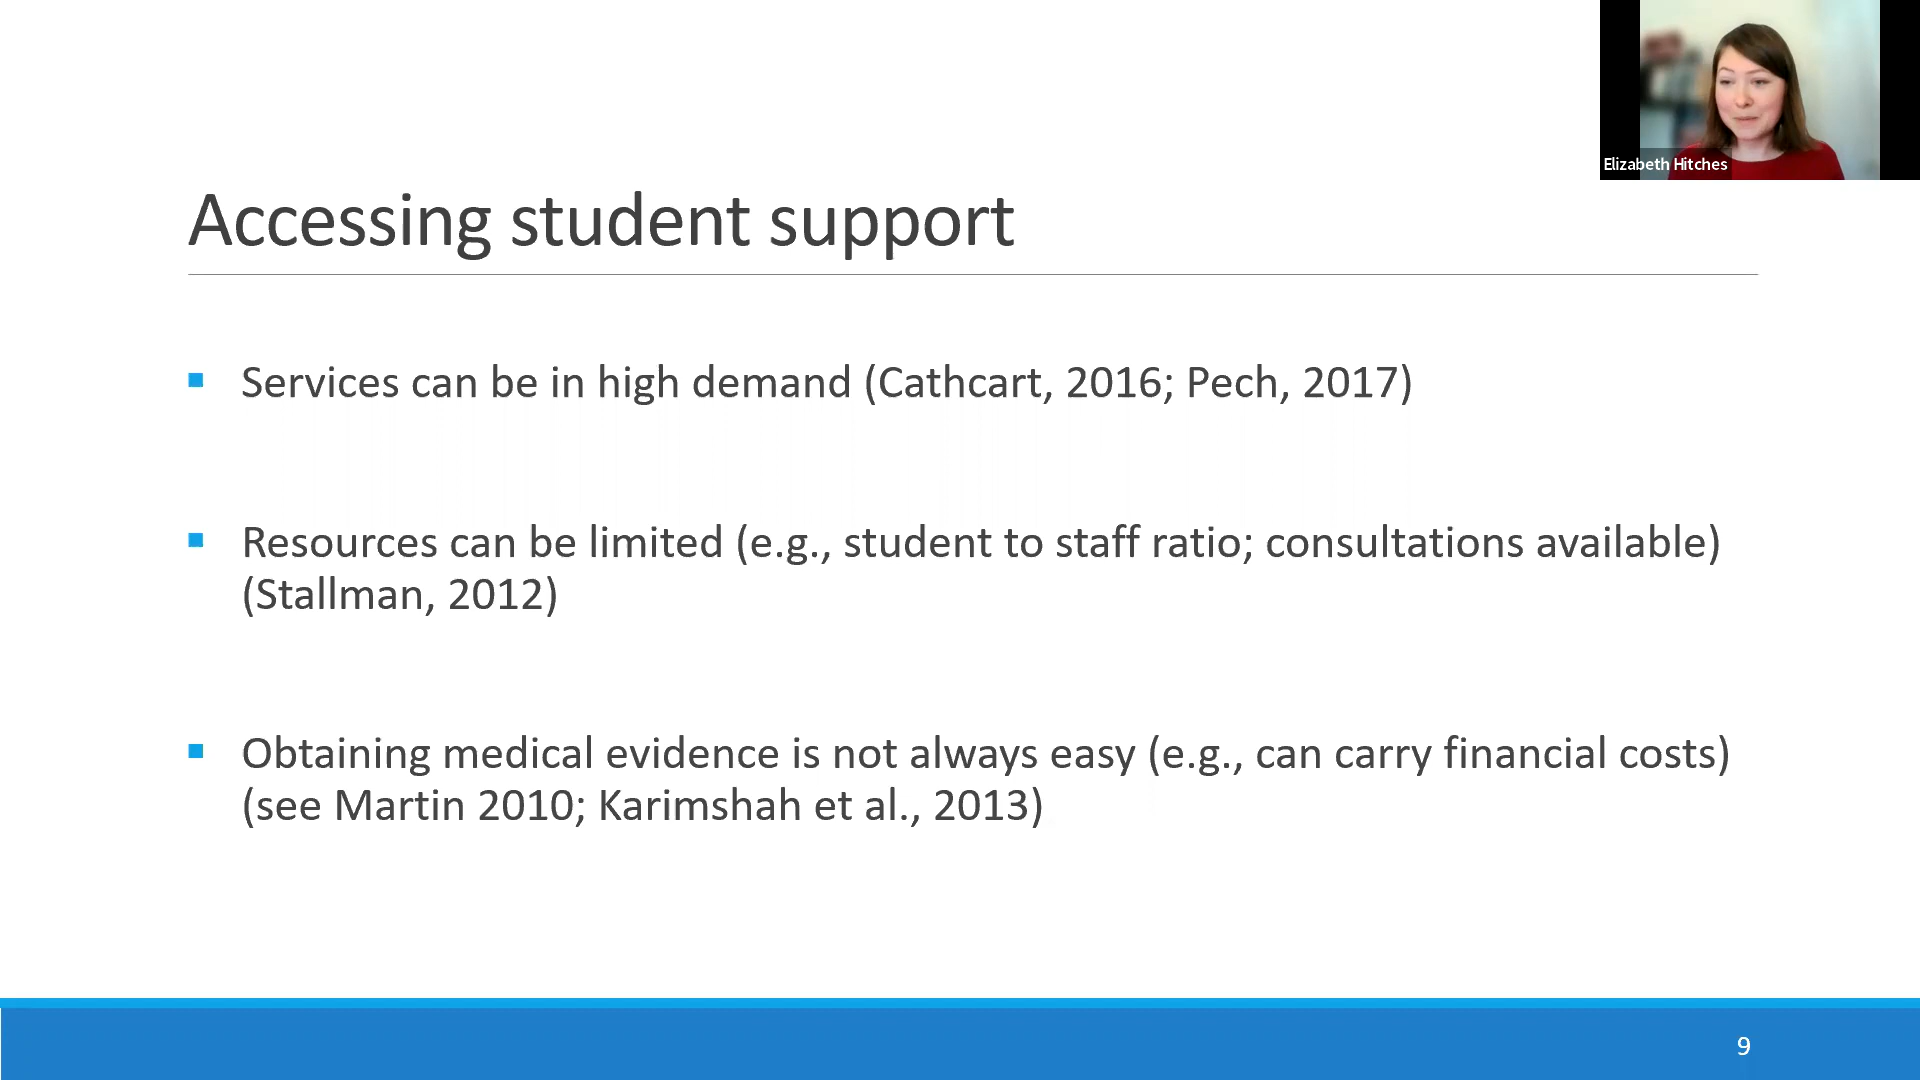 Elizabeth Hitches
Accessing student support
▪ Services can be in high demand (Cathcart, 2016; Pech, 2017)
▪ Resources can be limited (e.g., student to staff ratio; consultations available)
(Stallman, 2012)
▪ Obtaining medical evidence is not always easy (e.g., can carry financial costs)
(see Martin 2010; Karimshah et al., 2013)
9